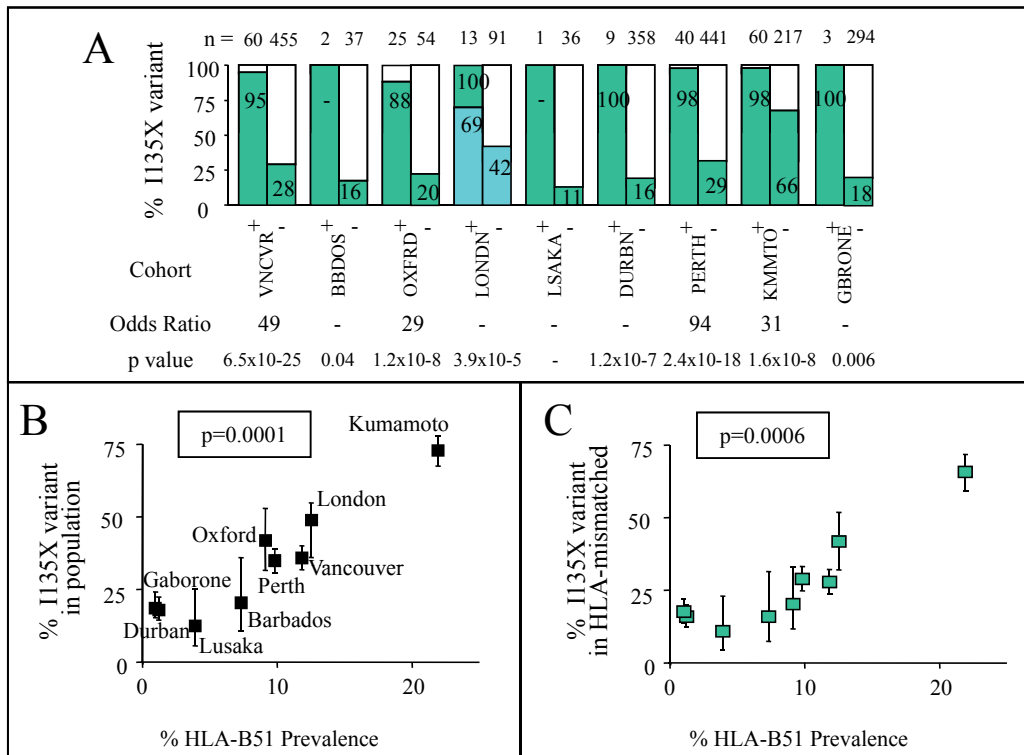 A
n = 60 455 2 37 25 54 13 91 1 36 9 358 40 441 60 217 3 294
% I135X variant
100
75
50
25
0
95 28 - 16 88 20 100 69 42 - 11 100 16 98 29 98 66 100 18
+ - + - + - + - + - + - + - + - + -
Cohort VNCVR BBDOS OXFRD LONDN LSAKA DURBN PERTH KMMTO GBRONE
Odds Ratio 49 - 29 - - - 94 31 -
p value 6.5x10-25 0.04 1.2x10-8 3.9x10-5 - 1.2x10-7 2.4x10-18 1.6x10-8 0.006
B
p=0.0001
% I135X variant
in population
75
50
25
0
Kumamoto
London
Oxford
Vancouver
Perth
Gaborone
Barbados
Durban
Lusaka
0 10 20
% HLA-B51 Prevalence
C
p=0.0006
% I135X variant
in HLA-mismatched
75
50
25
0
0 10 20
% HLA-B51 Prevalence